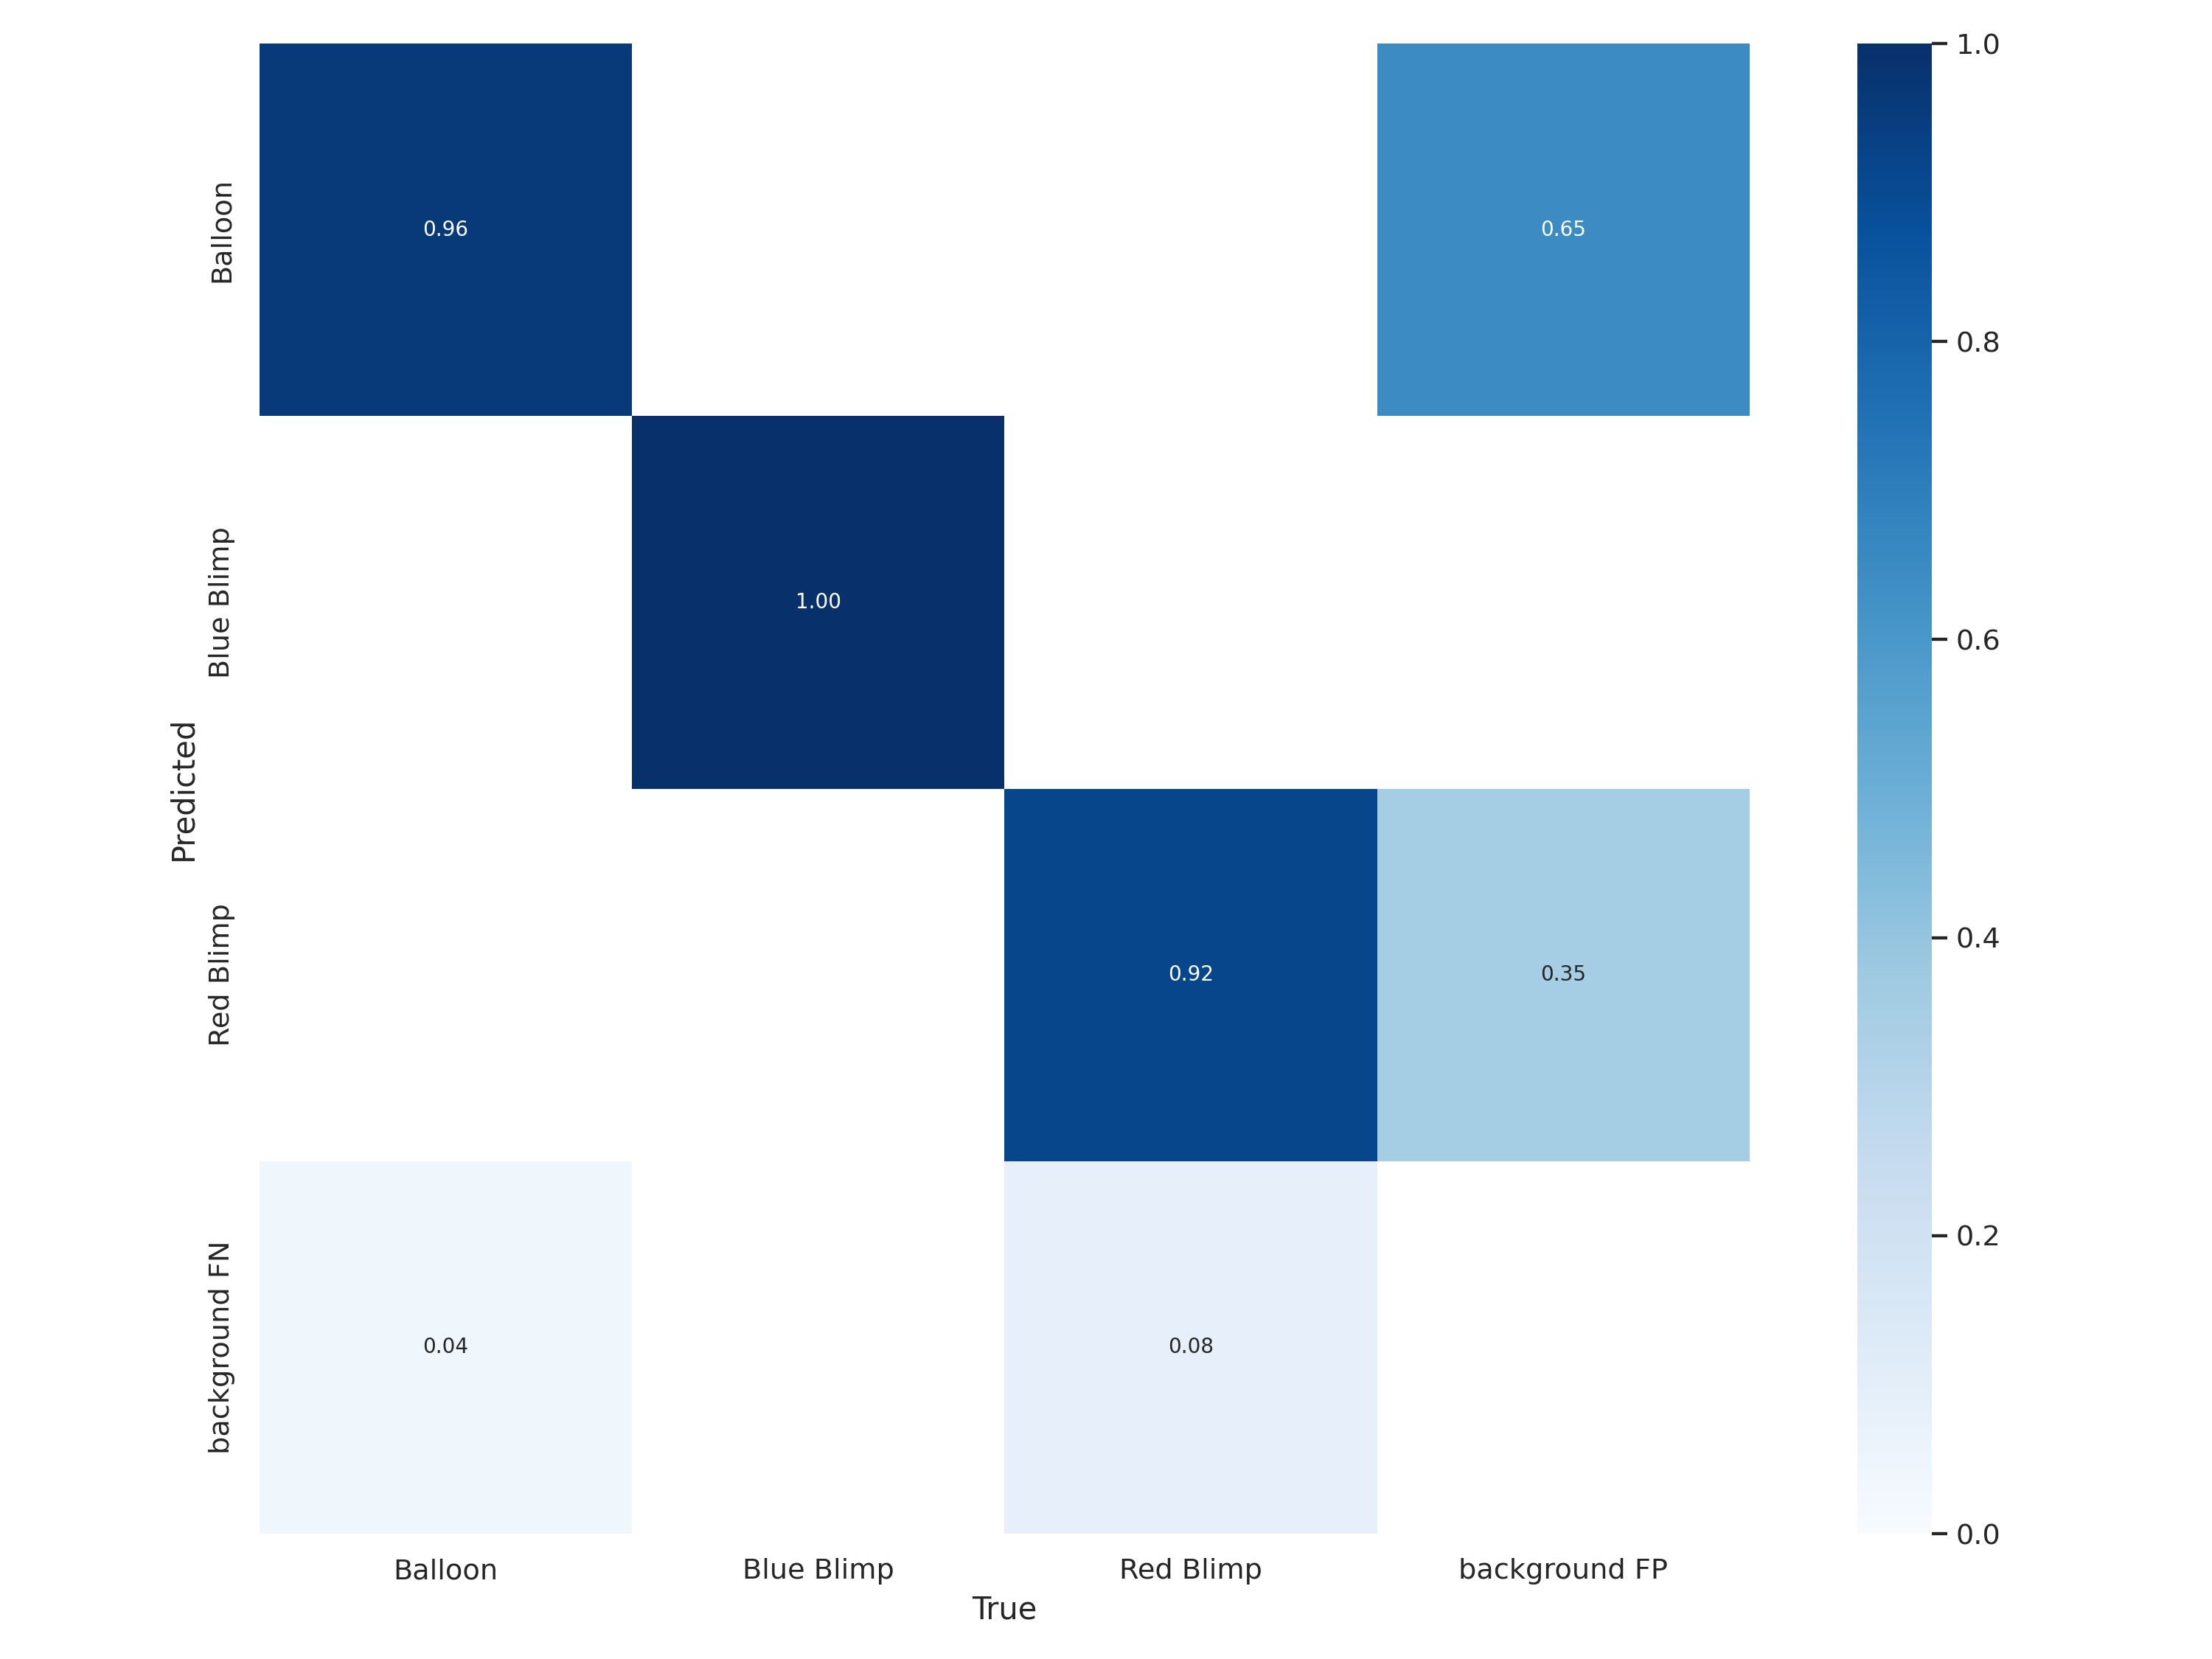 Predicted
Balloon
Blue Blimp
Red Blimp
background FN
0.96
0.65
1.00
0.92
0.35
0.04
0.08
Balloon
Blue Blimp
Red Blimp
background FP
True
1.0
0.8
0.6
0.4
0.2
0.0